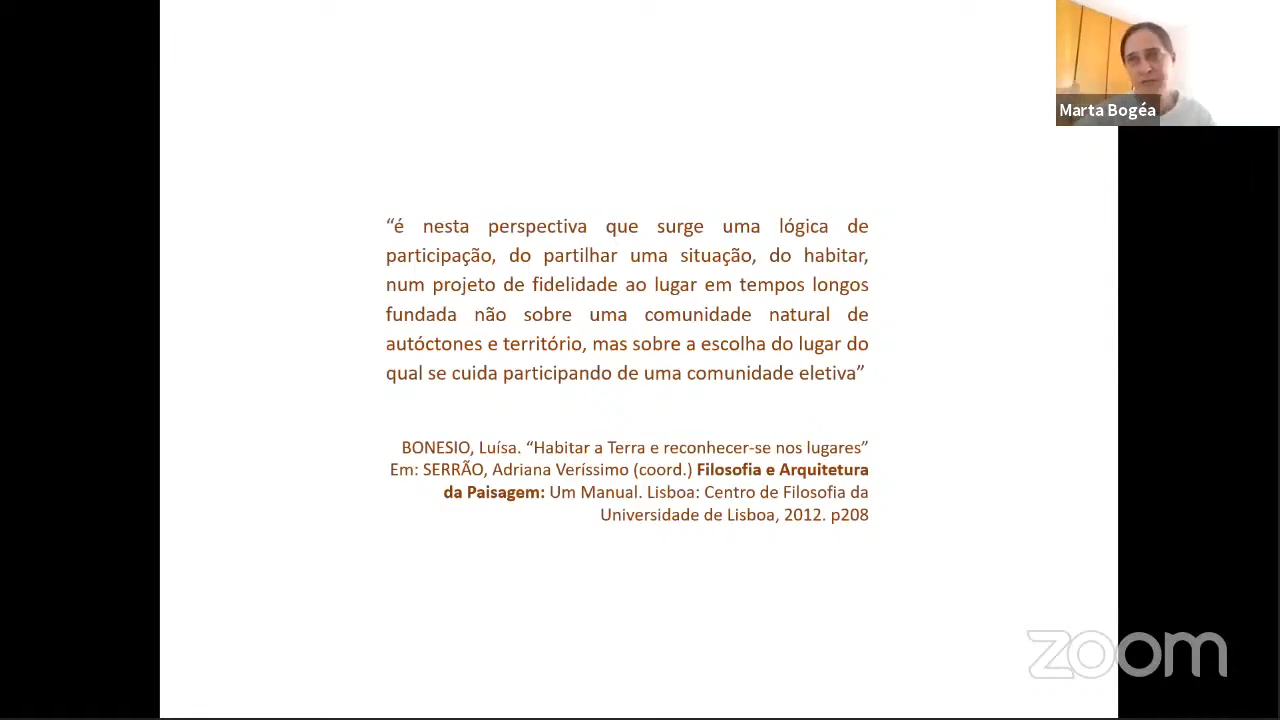 Marta Bogéa
“é nesta perspectiva que surge uma lógica de
participação, do partilhar uma situação, do habitar,
num projeto de fidelidade ao lugar em tempos longos
fundada não sobre uma comunidade natural de
autóctones e território, mas sobre a escolha do lugar do
qual se cuida participando de uma comunidade eletiva”
BONESIO, Luísa. “Habitar a Terra e reconhecer-se nos lugares”
Em: SERRÃO, Adriana Veríssimo (coord.) Filosofia e Arquitetura
da Paisagem: Um Manual. Lisboa: Centro de Filosofia da
Universidade de Lisboa, 2012. p208
zoom